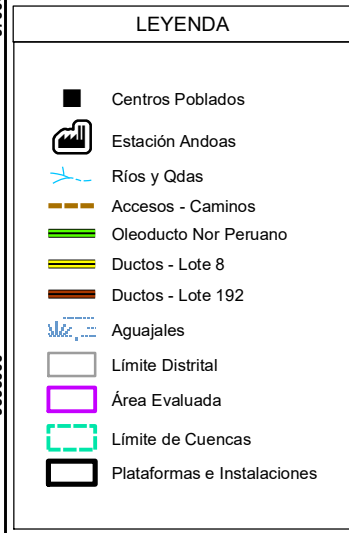 LEYENDA
Centros Poblados
Estación Andoas
Ríos y Qdas
Accesos - Caminos
Oleoducto Nor Peruano
Ductos - Lote 8
Ductos - Lote 192
Aguajales
Límite Distrital
Área Evaluada
Límite de Cuencas
Plataformas e Instalaciones